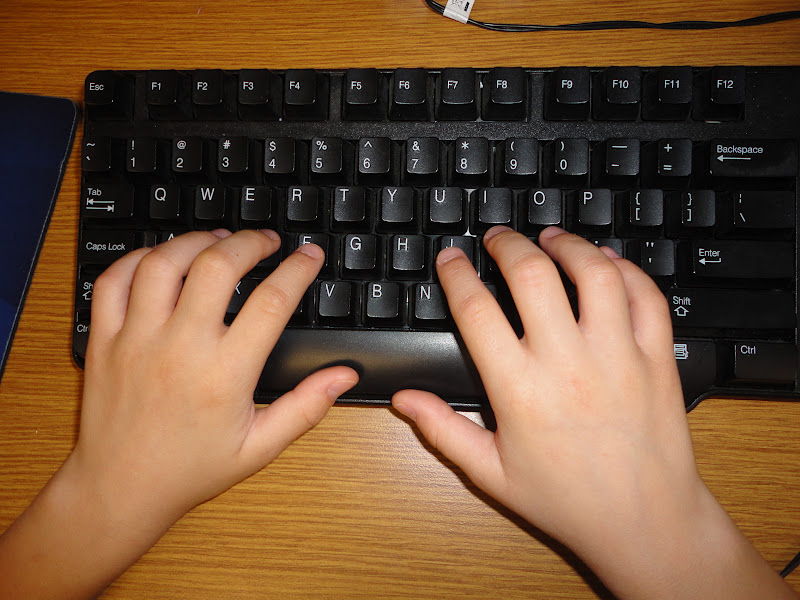 Esc F1 F2 F3 F4 F5 F6 F7 F8 F9 F10 F11 F12
~ ` ! 1 @ 2 # 3 $ 4 % 5 ^ 6 & 7 * 8 ( 9 ) 0 — - + = Backspace
Tab Q W E R T Y U I O P { [ } ] | \
Caps Lock A F G H J " ' Enter
V B N Shift
Ctrl Ctrl